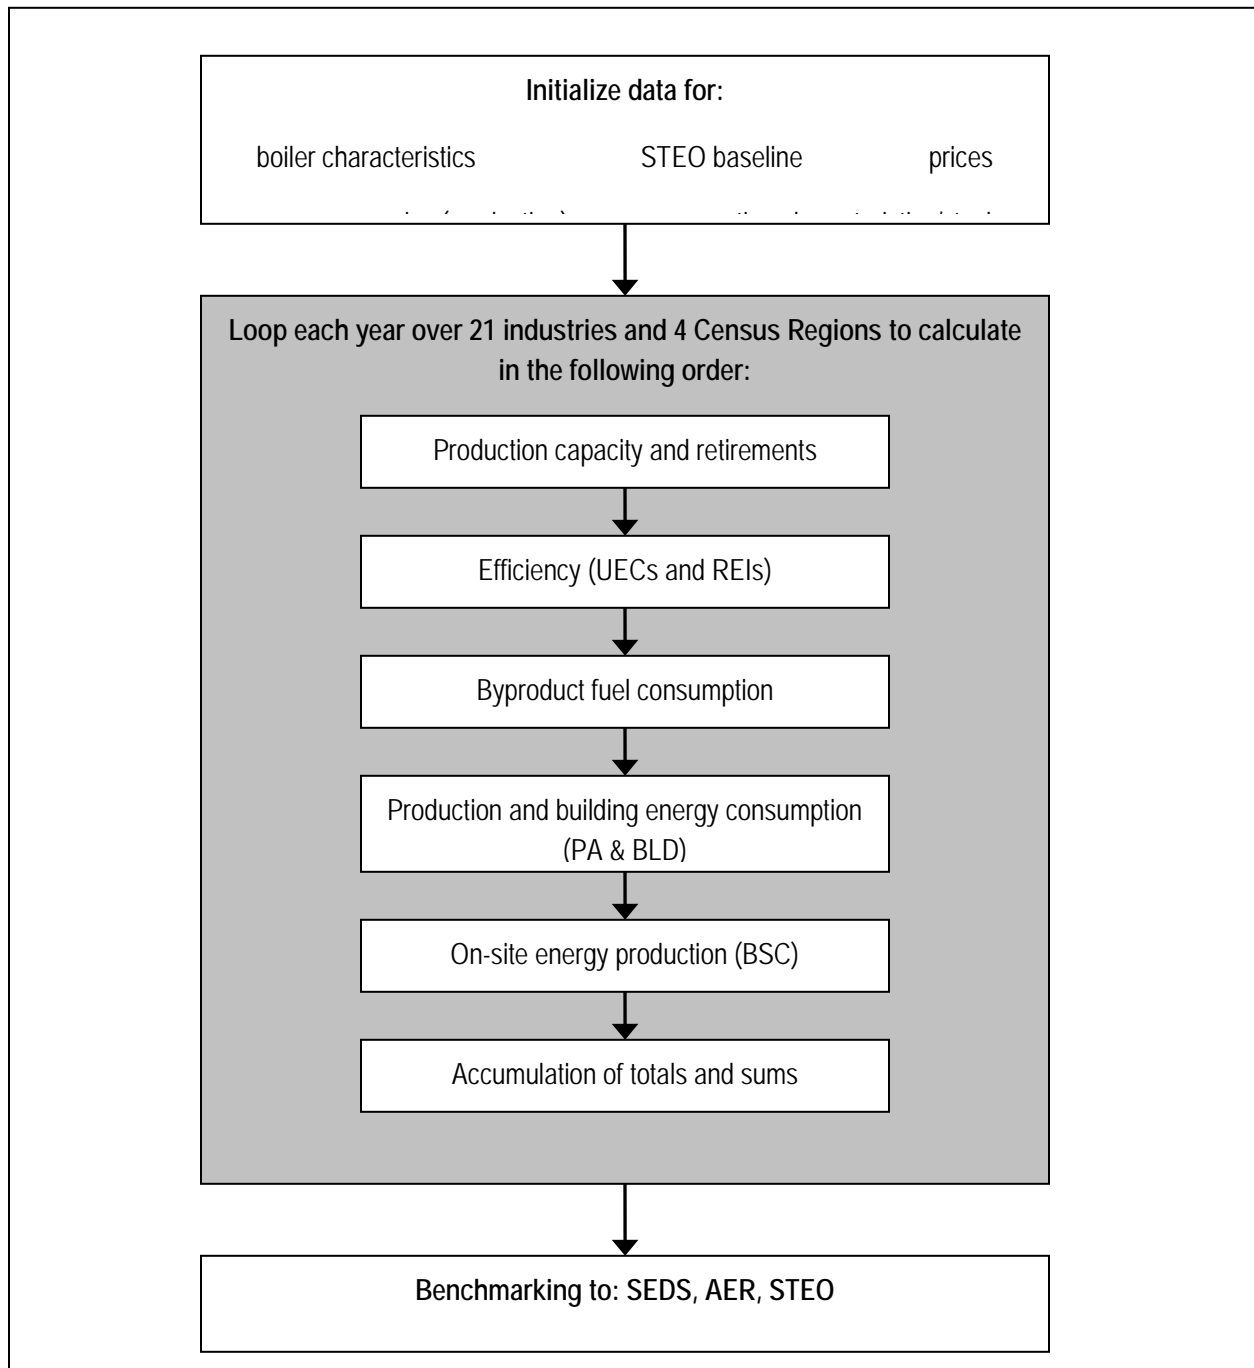 Initialize data for:
boiler characteristics STEO baseline prices
Loop each year over 21 industries and 4 Census Regions to calculate
in the following order:
Production capacity and retirements
Efficiency (UECs and REIs)
Byproduct fuel consumption
Production and building energy consumption
(PA & BLD)
On-site energy production (BSC)
Accumulation of totals and sums
Benchmarking to: SEDS, AER, STEO